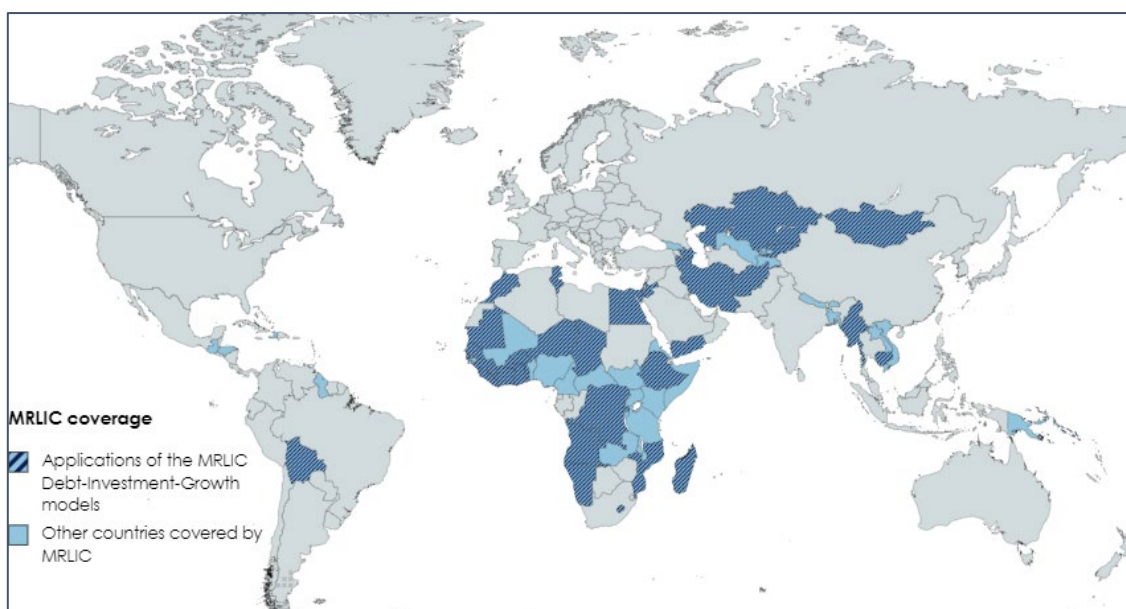 MRLIC coverage
Applications of the MRLIC
Debt-Investment-Growth
models
Other countries covered by
MRLIC